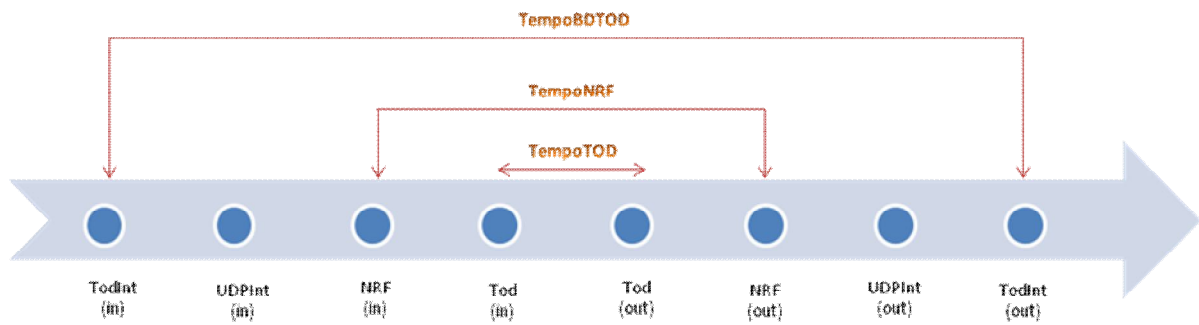 TempoBDTOD
TempoNRF
TempoTOD
TodInt
(in)
UDPInt
(in)
NRF
(in)
Tod
(in)
Tod
(out)
NRF
(out)
UDPInt
(out)
TodInt
(out)